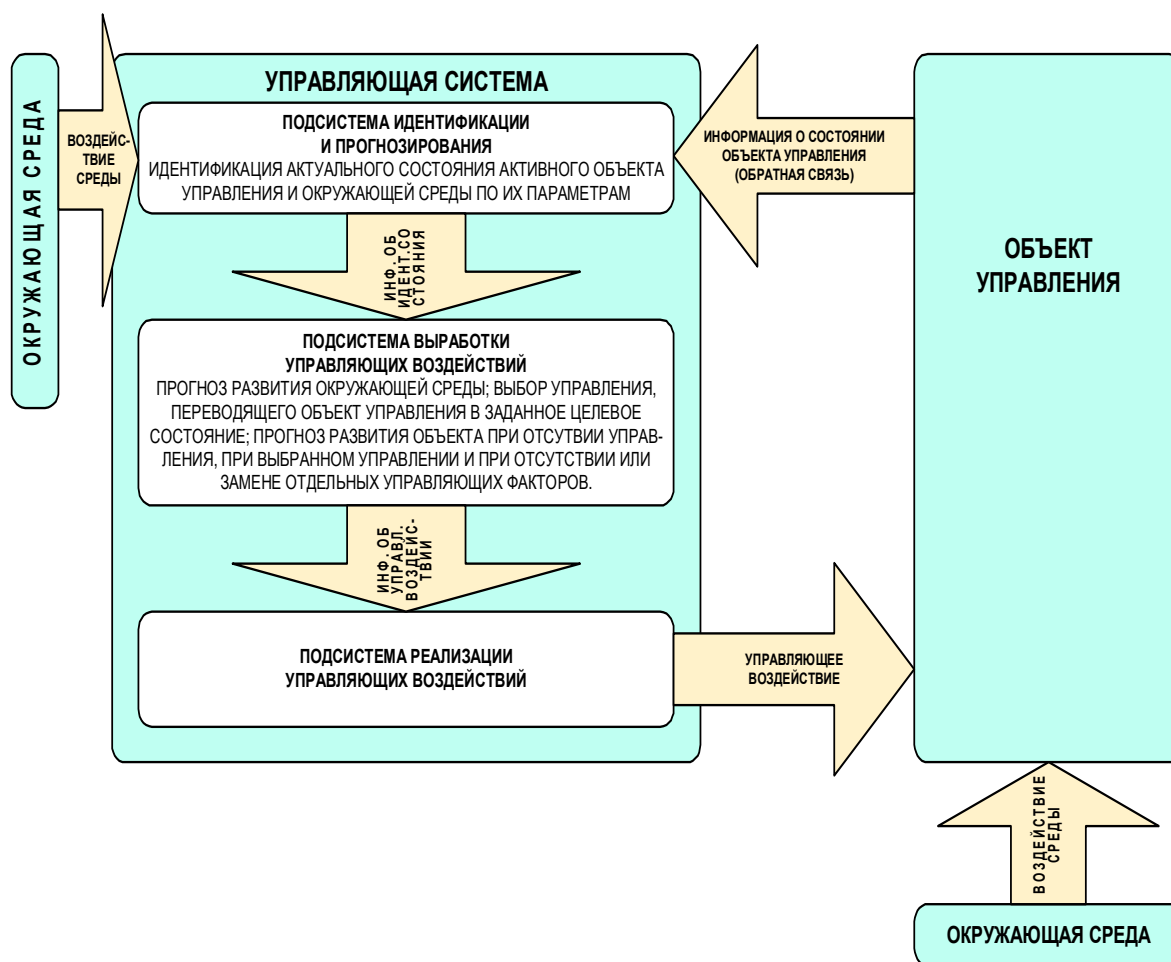 ОКРУЖАЮЩАЯ СРЕДА
ВОЗДЕЙС-
ТВИЕ
СРЕДЫ
УПРАВЛЯЮЩАЯ СИСТЕМА
ПОДСИСТЕМА ИДЕНТИФИКАЦИИ
И ПРОГНОЗИРОВАНИЯ
ИДЕНТИФИКАЦИЯ АКТУАЛЬНОГО СОСТОЯНИЯ АКТИВНОГО ОБЪЕКТА
УПРАВЛЕНИЯ И ОКРУЖАЮЩЕЙ СРЕДЫ ПО ИХ ПАРАМЕТРАМ
ИНФОРМАЦИЯ О СОСТОЯНИИ
ОБЪЕКТА УПРАВЛЕНИЯ
(ОБРАТНАЯ СВЯЗЬ)
ОБЪЕКТ
УПРАВЛЕНИЯ
ИНФ. ОБ
ИДЕНТ.СО
СТОЯНИЯ
ПОДСИСТЕМА ВЫРАБОТКИ
УПРАВЛЯЮЩИХ ВОЗДЕЙСТВИЙ
ПРОГНОЗ РАЗВИТИЯ ОКРУЖАЮЩЕЙ СРЕДЫ; ВЫБОР УПРАВЛЕНИЯ,
ПЕРЕВОДЯЩЕГО ОБЪЕКТ УПРАВЛЕНИЯ В ЗАДАННОЕ ЦЕЛЕВОЕ
СОСТОЯНИЕ; ПРОГНОЗ РАЗВИТИЯ ОБЪЕКТА ПРИ ОТСУТВИИ УПРАВ-
ЛЕНИЯ, ПРИ ВЫБРАННОМ УПРАВЛЕНИИ И ПРИ ОТСУТСТВИИ ИЛИ
ЗАМЕНЕ ОТДЕЛЬНЫХ УПРАВЛЯЮЩИХ ФАКТОРОВ.
ИНФ. ОБ
УПРАВЛ.
ВОЗДЕЙС-
ТВИИ
ПОДСИСТЕМА РЕАЛИЗАЦИИ
УПРАВЛЯЮЩИХ ВОЗДЕЙСТВИЙ
УПРАВЛЯЮЩЕЕ
ВОЗДЕЙСТВИЕ
ВОЗДЕЙСТВИЕ
СРЕДЫ
ОКРУЖАЮЩАЯ СРЕДА